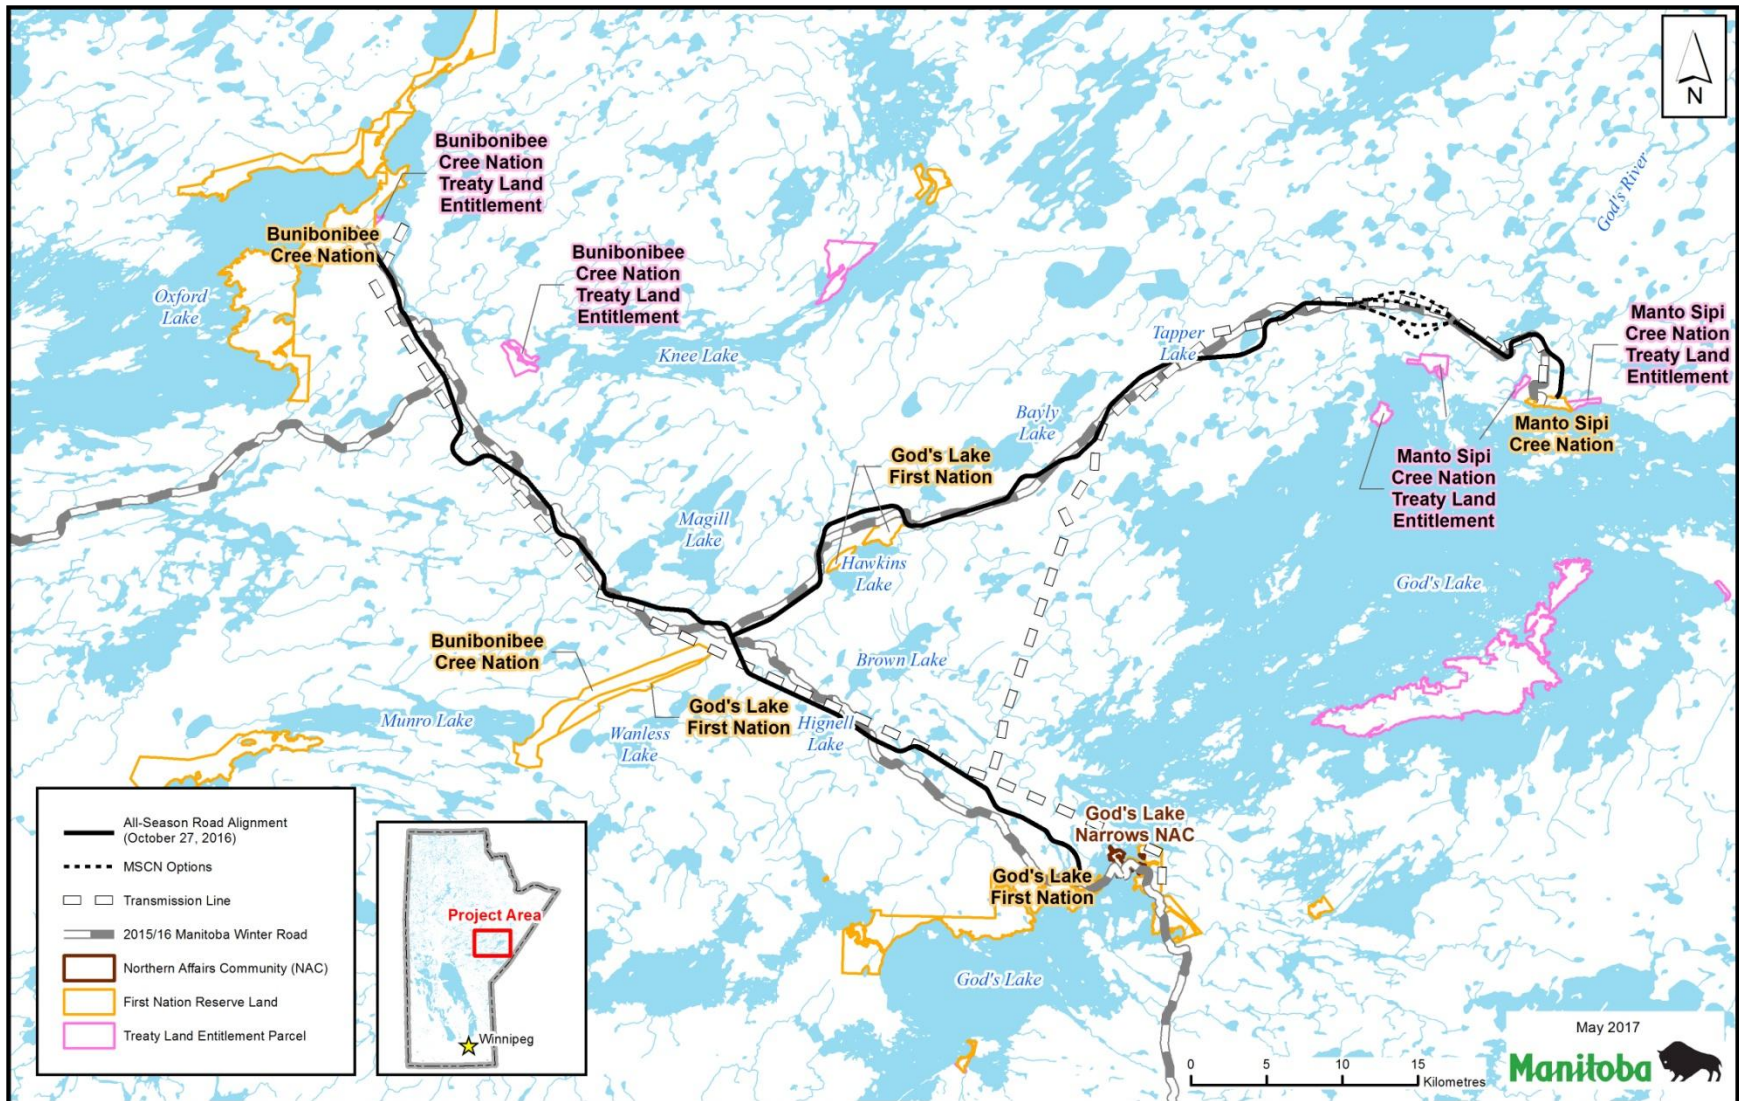 N
God's River
Bunibonibee
Cree Nation
Treaty Land
Entitlement
Bunibonibee
Cree Nation
Bunibonibee
Cree Nation
Treaty Land
Entitlement
Oxford
Lake
Knee Lake
Tapper
Lake
Manto Sipi
Cree Nation
Treaty Land
Entitlement
Bayly
Lake
Manto Sipi
Cree Nation
God's Lake
First Nation
Manto Sipi
Cree Nation
Treaty Land
Entitlement
Magill
Lake
Hawkins
Lake
God's Lake
Bunibonibee
Cree Nation
Brown Lake
God's Lake
First Nation
Munro Lake
Wanless
Lake
Hignell
Lake
God's Lake
Narrows NAC
God's Lake
First Nation
God's Lake
All-Season Road Alignment
(October 27, 2016)
MSCN Options
Transmission Line
2015/16 Manitoba Winter Road
Northern Affairs Community (NAC)
First Nation Reserve Land
Treaty Land Entitlement Parcel
Project Area
Winnipeg
May 2017
0 5 10 15
Kilometres
Manitoba